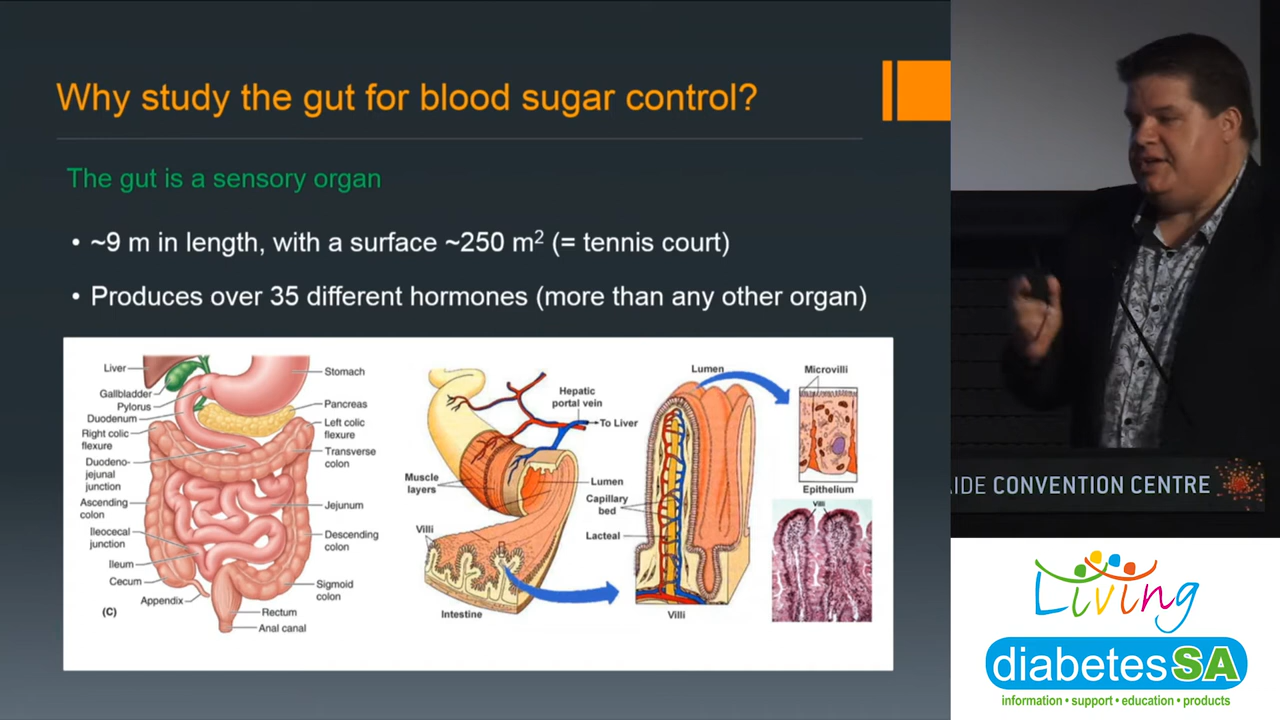 Why study the gut for blood sugar control?
The gut is a sensory organ
• ~9 m in length, with a surface ~250 m² (= tennis court)
• Produces over 35 different hormones (more than any other organ)
Liver
Gallbladder
Pylorus
Duodenum
Right colic
flexure
Duodeno-
jejunal
junction
Ascending
colon
Ileocecal
junction
Ileum
Cecum
Appendix
(C)
Stomach
Pancreas
Left colic
flexure
Transverse
colon
Jejunum
Descending
colon
Sigmoid
colon
Rectum
Anal canal
Hepatic
portal vein
To Liver
Muscle
layers
Lumen
Villi
Intestine
Lumen
Capillary
bed
Lacteal
Villi
Microvilli
Epithelium
Villi
IDE CONVENTION CENTRE
Living
diabetesSA
information • support • education • products